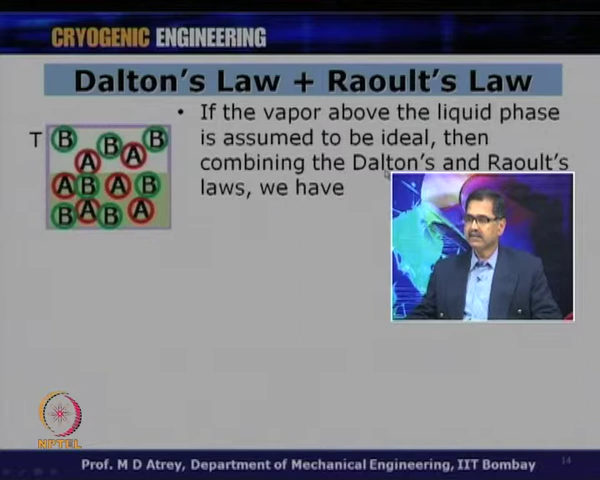 CRYOGENIC ENGINEERING
Dalton's Law + Raoult's Law
• If the vapor above the liquid phase
is assumed to be ideal, then
combining the Dalton's and Raoult's
laws, we have
T
B B B
A A
A B A B
B A B A
NPTEL
Prof. M D Atrey, Department of Mechanical Engineering, IIT Bombay
14